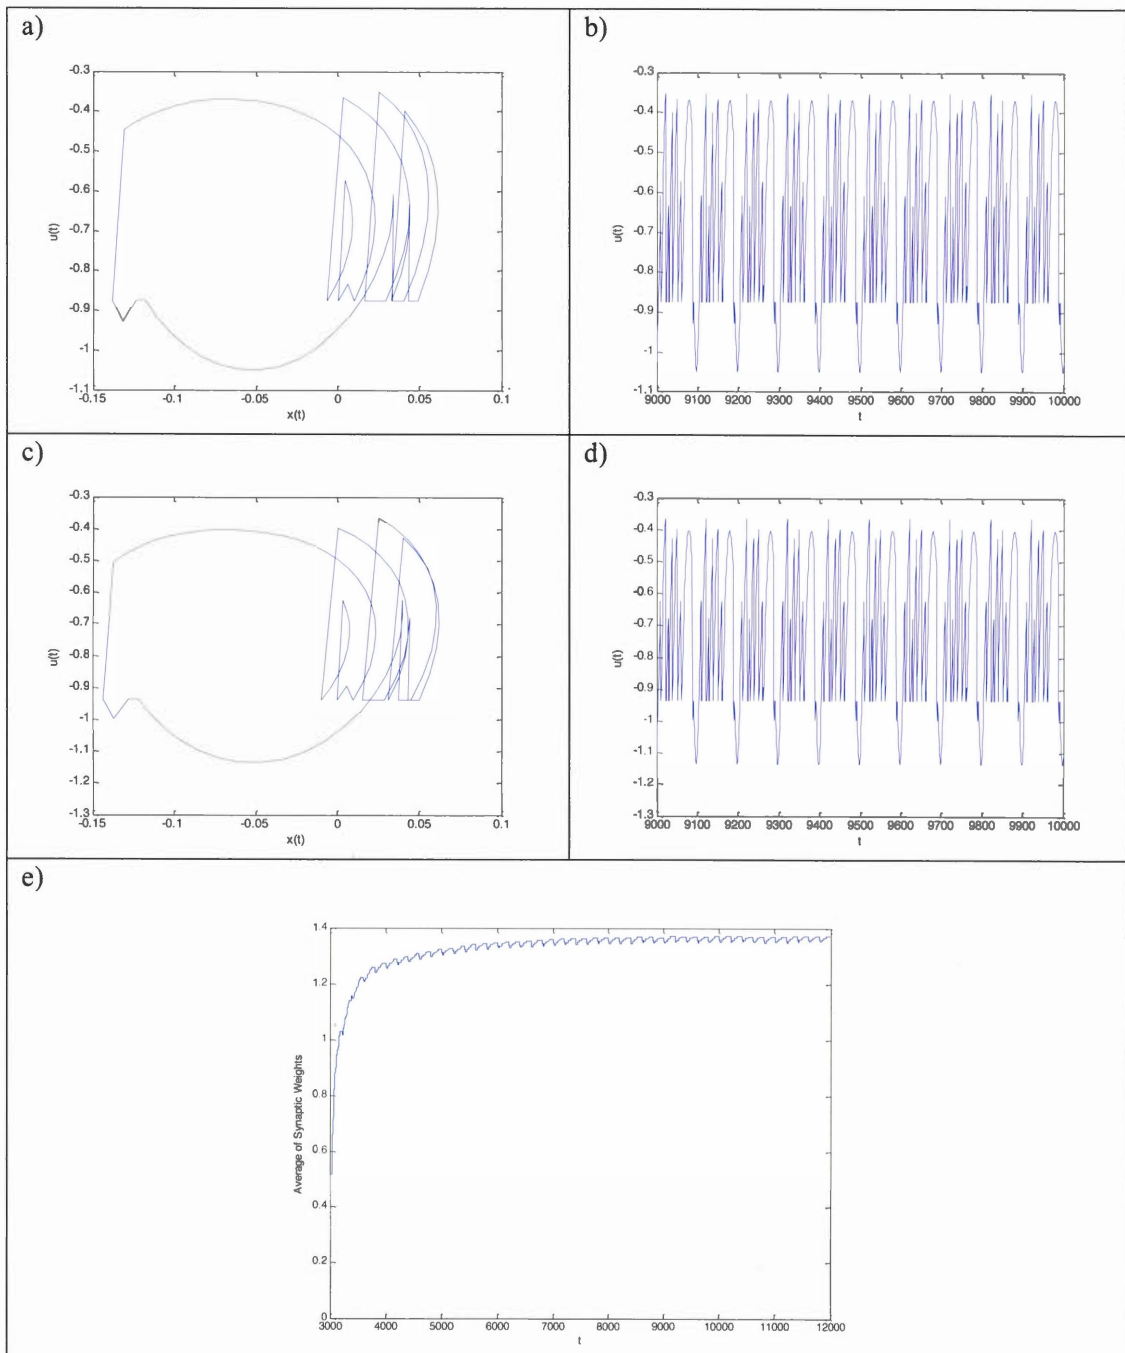 a)
-0.3
-0.4
-0.5
-0.6
-0.7
-0.8
-0.9
-1
-1.1
u(t)
-0.15 -0.1 -0.05 0 0.05 0.1
x(t)
b)
-0.3
-0.4
-0.5
-0.6
-0.7
-0.8
-0.9
-1
-1.1
u(t)
9000 9100 9200 9300 9400 9500 9600 9700 9800 9900 10000
t
c)
-0.3
-0.4
-0.5
-0.6
-0.7
-0.8
-0.9
-1
-1.1
-1.2
-1.3
u(t)
-0.15 -0.1 -0.05 0 0.05 0.1
x(t)
d)
-0.3
-0.4
-0.5
-0.6
-0.7
-0.8
-0.9
-1
-1.1
-1.2
-1.3
u(t)
9000 9100 9200 9300 9400 9500 9600 9700 9800 9900 10000
t
e)
1.4
1.2
1
0.8
0.6
0.4
0.2
0
Average of Synaptic Weights
3000 4000 5000 6000 7000 8000 9000 10000 11000 12000
t